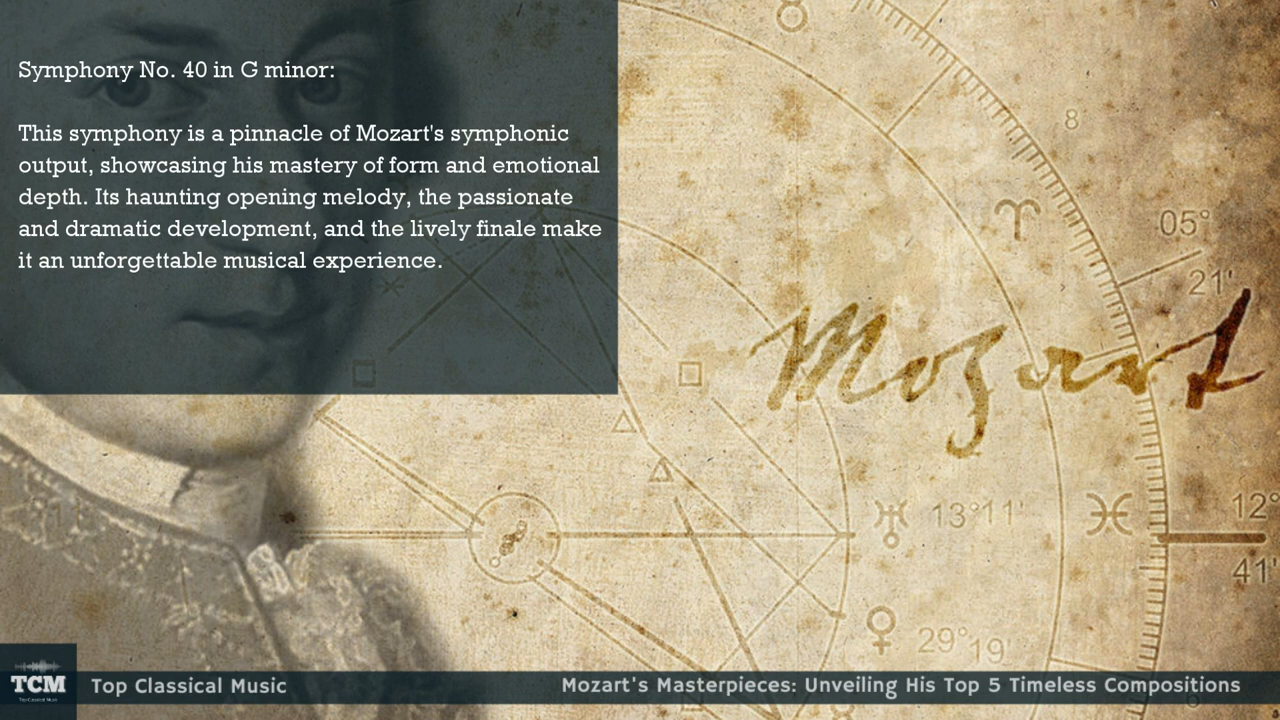 Symphony No. 40 in G minor:
This symphony is a pinnacle of Mozart's symphonic
output, showcasing his mastery of form and emotional
depth. Its haunting opening melody, the passionate
and dramatic development, and the lively finale make
it an unforgettable musical experience.
8
05°
21'
Mozart
13°11'
12°
41'
29°19'
TCM
Top Classical Music
Top Classical Music
Mozart's Masterpieces: Unveiling His Top 5 Timeless Compositions